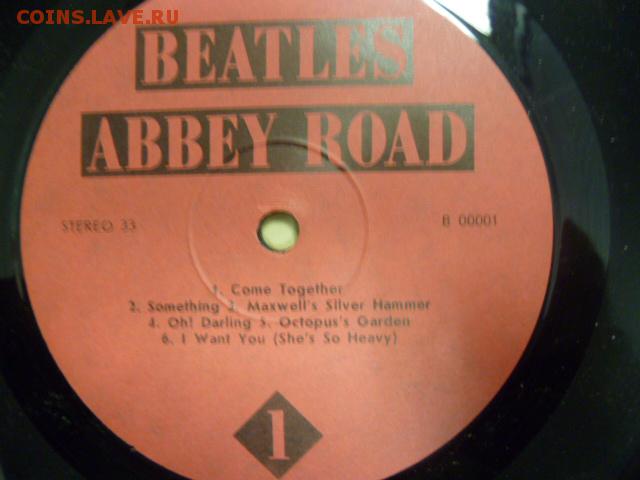 COINS.LAVE.RU
BEATLES
ABBEY ROAD
STEREO 33
B 00001
1. Come Together
2. Something 3. Maxwell's Silver Hammer
4. Oh! Darling 5. Octopus's Garden
6. I Want You (She's So Heavy)
1